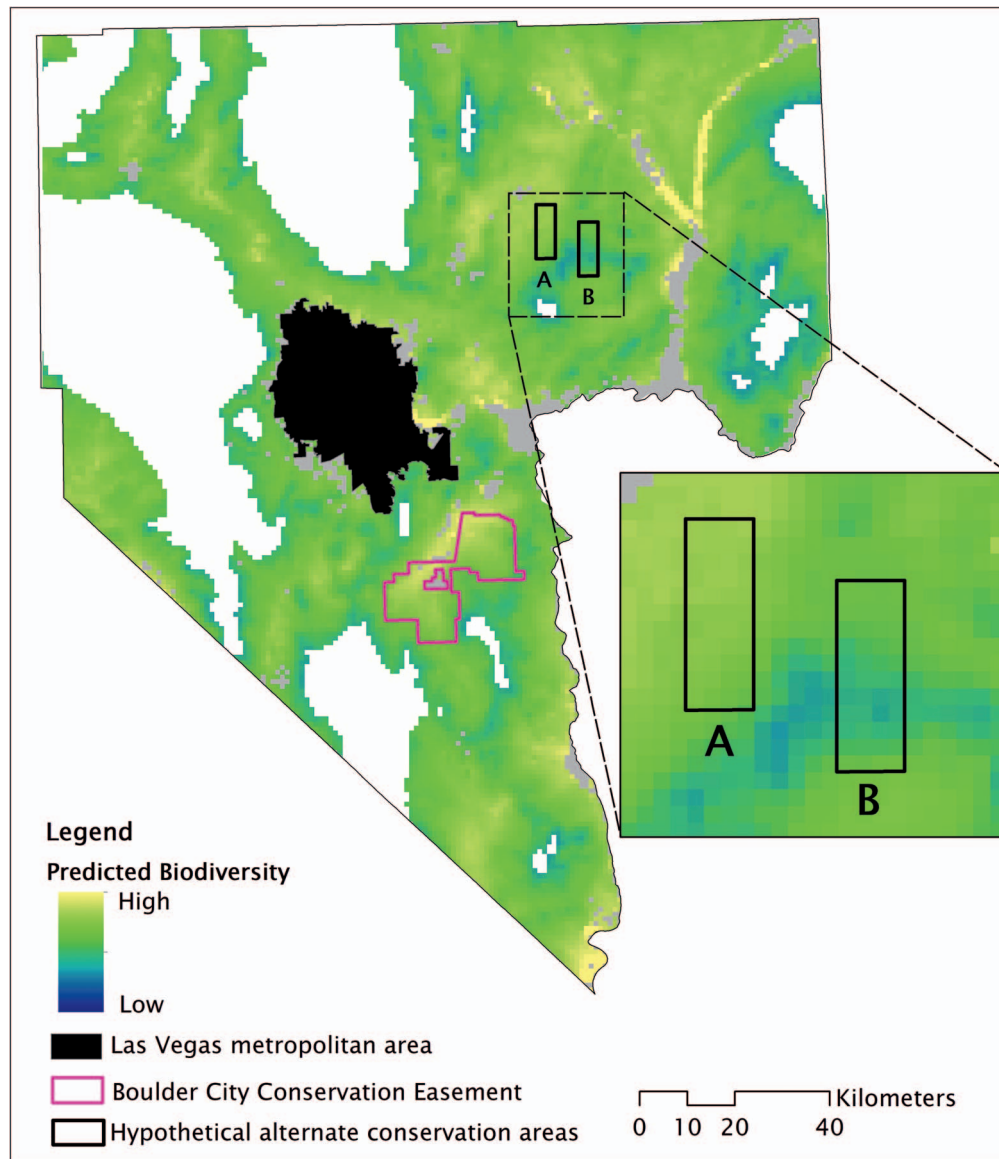 A
B
A
B
Legend
Predicted Biodiversity
High
Low
Las Vegas metropolitan area
Boulder City Conservation Easement
Hypothetical alternate conservation areas
Kilometers
0 10 20 40